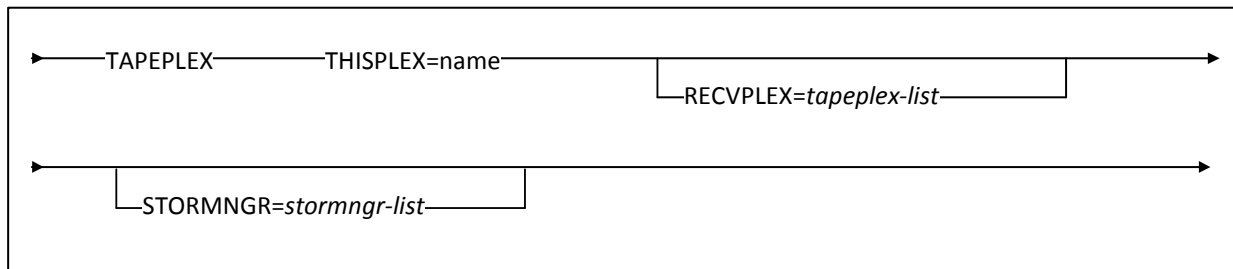 TAPEPLEX THISPLEX=name
RECVPLEX=tapeplex-list
STORMNGR=stormngr-list